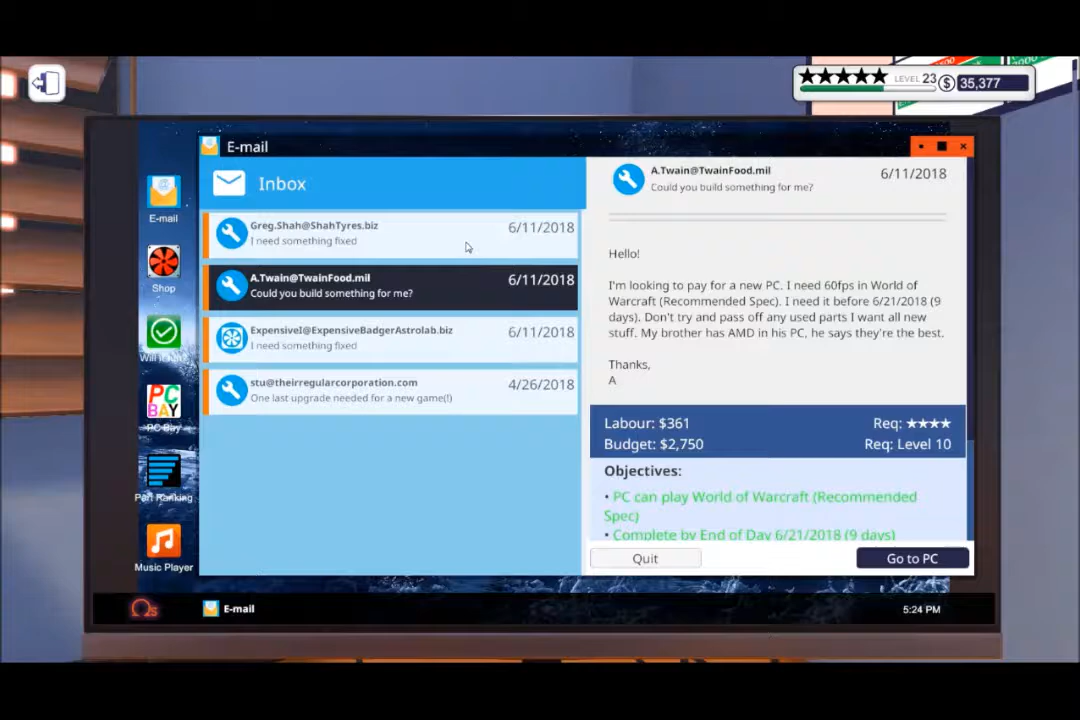 LEVEL 23
$ 35,377
E-mail
Inbox
Greg.Shah@ShahTyres.biz
6/11/2018
I need something fixed
A.Twain@TwainFood.mil
6/11/2018
Could you build something for me?
ExpensiveI@ExpensiveBadgerAstrolab.biz
6/11/2018
I need something fixed
stu@theirregularcorporation.com
4/26/2018
One last upgrade needed for a new game(!)
A.Twain@TwainFood.mil
6/11/2018
Could you build something for me?
Hello!
I'm looking to pay for a new PC. I need 60fps in World of
Warcraft (Recommended Spec). I need it before 6/21/2018 (9
days). Don't try and pass off any used parts I want all new
stuff. My brother has AMD in his PC, he says they're the best.
Thanks,
A
Labour: $361
Req: ★★★★
Budget: $2,750
Req: Level 10
Objectives:
• PC can play World of Warcraft (Recommended
Spec)
• Complete by End of Day 6/21/2018 (9 days)
Quit
Go to PC
E-mail
Shop
Will it run?
PC
BAY
PC Bay
Part Ranking
Music Player
Ωs
E-mail
5:24 PM